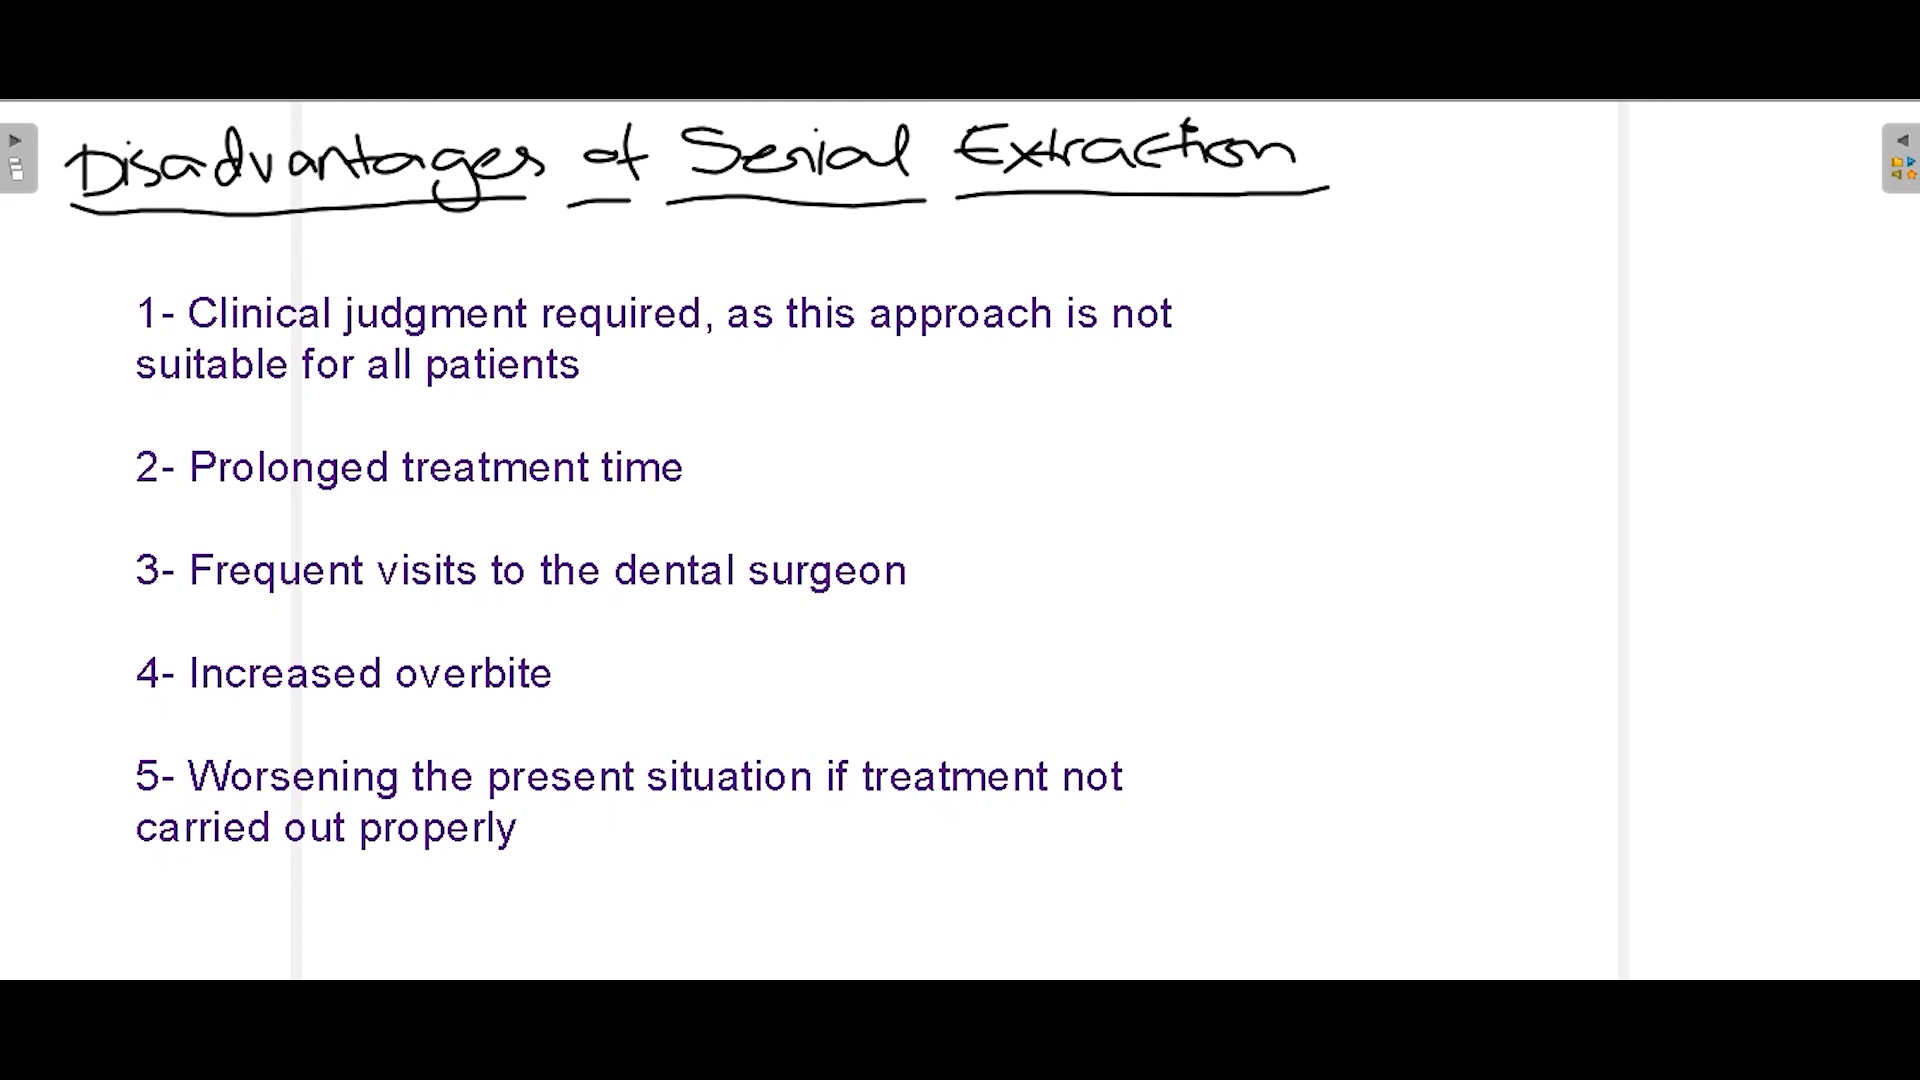 Disadvantages of Serial Extraction
1- Clinical judgment required, as this approach is not
suitable for all patients
2- Prolonged treatment time
3- Frequent visits to the dental surgeon
4- Increased overbite
5- Worsening the present situation if treatment not
carried out properly